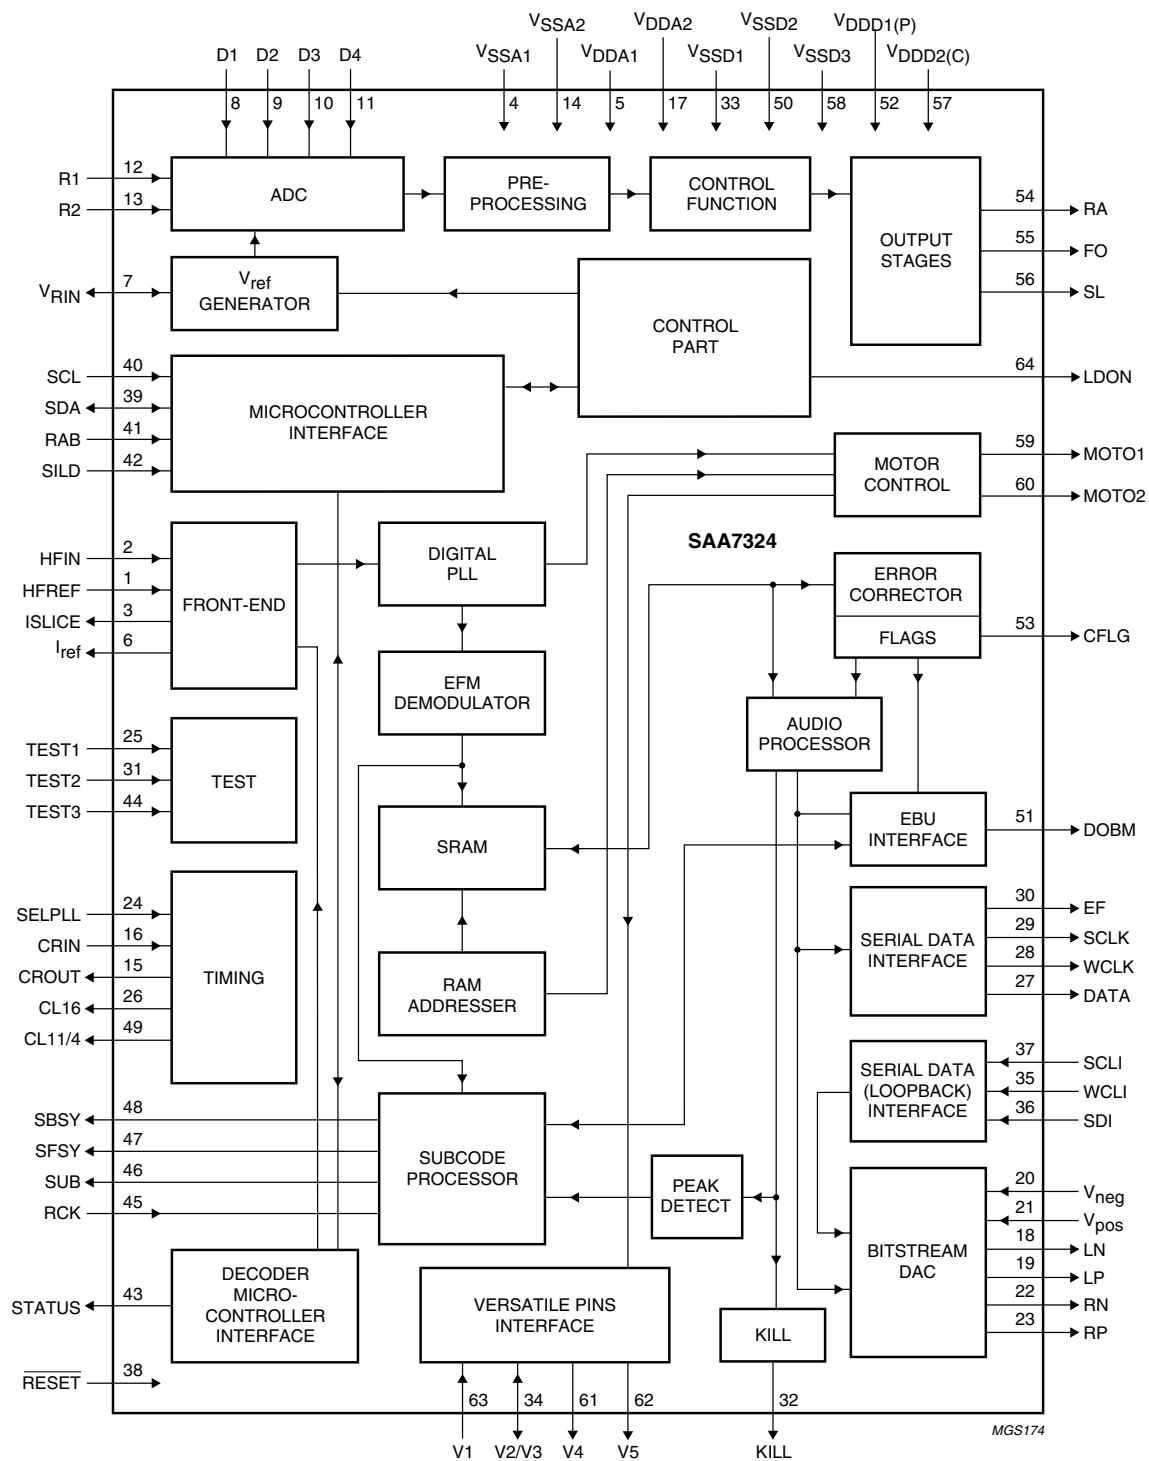 VSSA2
VDDA2
VSSD2
VDDD1(P)
D1 D2 D3 D4
VSSA1
VDDA1
VSSD1
VSSD3
VDDD2(C)
8 9 10 11
4 14 5 17 33 50 58 52 57
R1 12
R2 13
ADC
PRE-
PROCESSING
CONTROL
FUNCTION
OUTPUT
STAGES
54 RA
55 FO
56 SL
VRIN 7
Vref
GENERATOR
CONTROL
PART
64 LDON
SCL 40
SDA 39
RAB 41
SILD 42
MICROCONTROLLER
INTERFACE
MOTOR
CONTROL
59 MOTO1
60 MOTO2
SAA7324
HFIN 2
HFREF 1
ISLICE 3
Iref 6
FRONT-END
DIGITAL
PLL
ERROR
CORRECTOR
FLAGS
53 CFLG
EFM
DEMODULATOR
AUDIO
PROCESSOR
TEST1 25
TEST2 31
TEST3 44
TEST
SRAM
EBU
INTERFACE
51 DOBM
SELPLL 24
CRIN 16
CROUT 15
CL16 26
CL11/4 49
TIMING
RAM
ADDRESSER
SERIAL DATA
INTERFACE
30 EF
29 SCLK
28 WCLK
27 DATA
SERIAL DATA
(LOOPBACK)
INTERFACE
37 SCLI
35 WCLI
36 SDI
SBSY 48
SFSY 47
SUB 46
RCK 45
SUBCODE
PROCESSOR
PEAK
DETECT
BITSTREAM
DAC
20 Vneg
21 Vpos
18 LN
19 LP
22 RN
23 RP
STATUS 43
DECODER
MICRO-
CONTROLLER
INTERFACE
VERSATILE PINS
INTERFACE
KILL
RESET 38
63 34 61 62 32
V1 V2/V3 V4 V5 KILL
MGS174